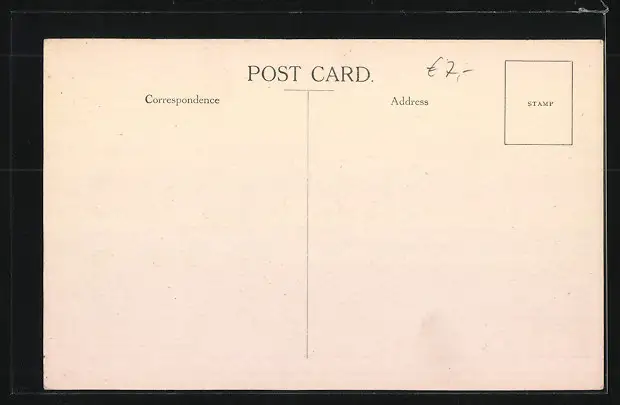 POST CARD.
€ 7,-
Correspondence
Address
STAMP